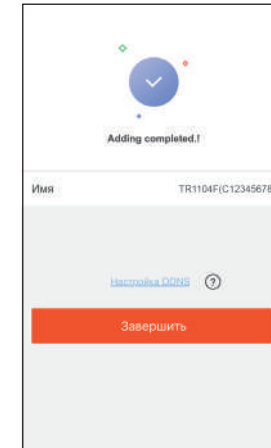 Adding completed.!
Имя TR1104F(C12345678
Настройка DDNS ?
Завершить